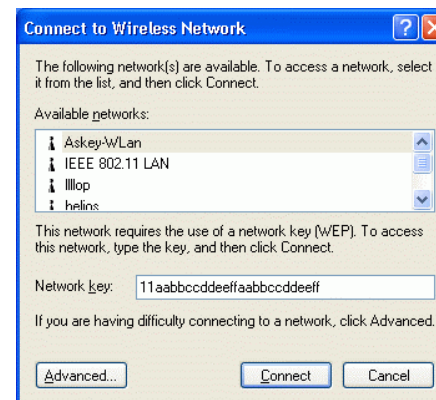 Connect to Wireless Network
The following network(s) are available. To access a network, select
it from the list, and then click Connect.
Available networks:
Askey-WLan
IEEE 802.11 LAN
llllop
helios
This network requires the use of a network key (WEP). To access
this network, type the key, and then click Connect.
Network key: 11aabbccddeeffaabbccddeeff
If you are having difficulty connecting to a network, click Advanced.
Advanced... Connect Cancel